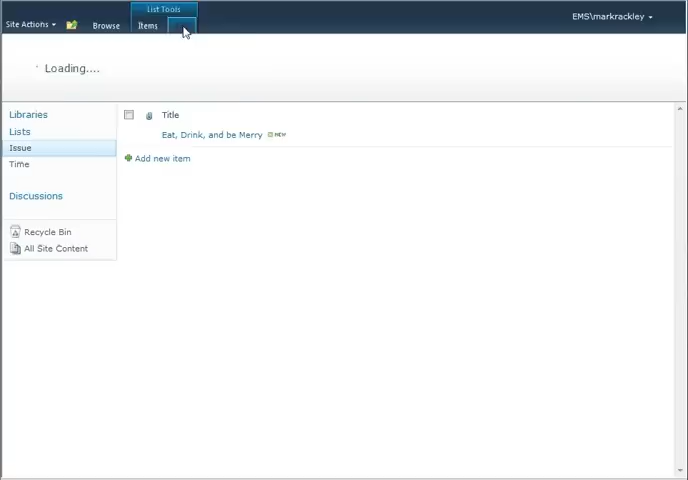 List Tools
Site Actions
Browse
Items
EMS\markrackley
Loading....
Libraries
Lists
Issue
Time
Discussions
Recycle Bin
All Site Content
Title
Eat, Drink, and be Merry NEW
Add new item